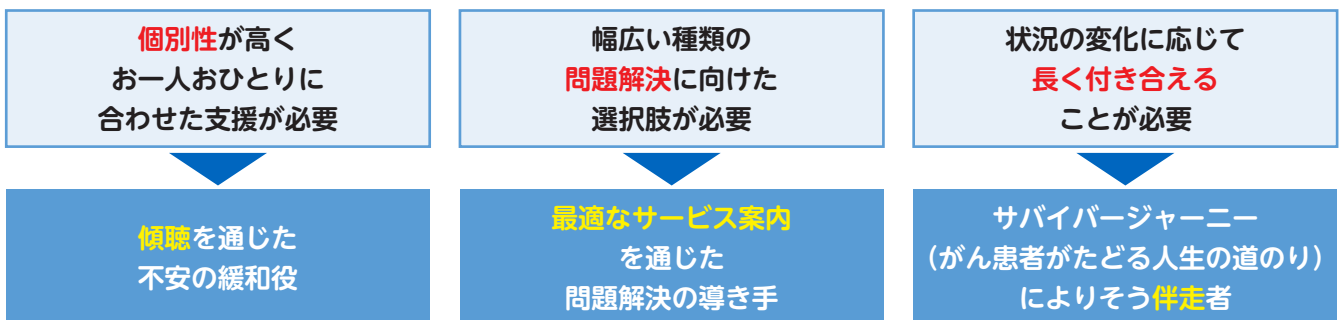 個別性が高く
お一人おひとりに
合わせた支援が必要
幅広い種類の
問題解決に向けた
選択肢が必要
状況の変化に応じて
長く付き合える
ことが必要
傾聴を通じた
不安の緩和役
最適なサービス案内
を通じた
問題解決の導き手
サバイバージャーニー
（がん患者がたどる人生の道のり）
によりそう伴走者